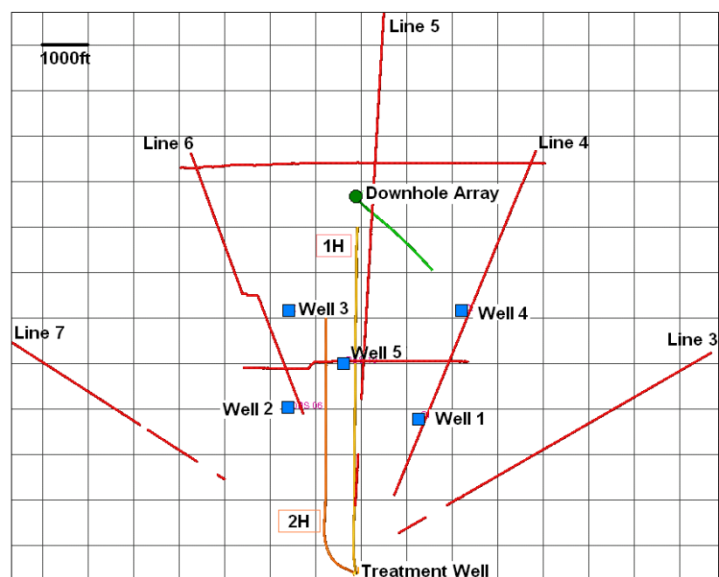 Line 5
1000ft
Line 6
Line 4
Downhole Array
1H
Well 3
Well 4
Line 7
Line 3
Well 5
Well 2
Well 1
2H
Treatment Well